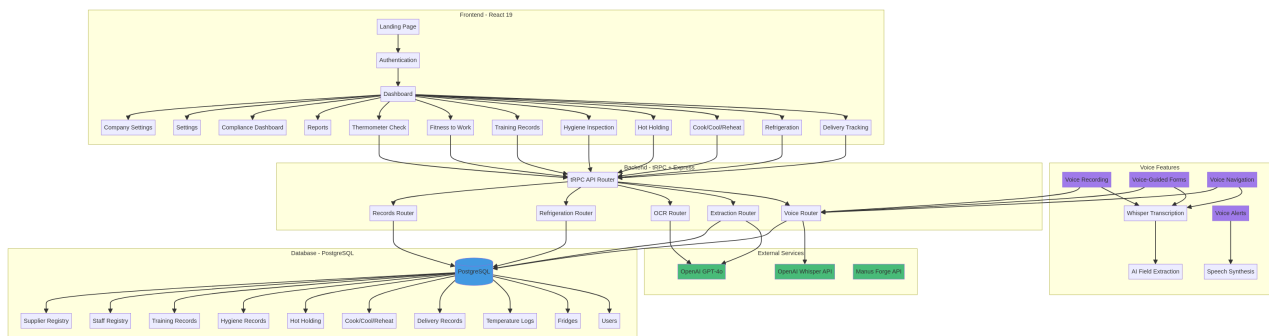 Frontend - React 19
Landing Page
Authentication
Dashboard
Company Settings
Settings
Compliance Dashboard
Reports
Thermometer Check
Fitness to Work
Training Records
Hygiene Inspection
Hot Holding
Cook/Cool/Reheat
Refrigeration
Delivery Tracking
Backend - tRPC + Express
tRPC API Router
Records Router
Refrigeration Router
OCR Router
Extraction Router
Voice Router
Voice Features
Voice Recording
Voice-Guided Forms
Voice Navigation
Whisper Transcription
Voice Alerts
AI Field Extraction
Speech Synthesis
Database - PostgreSQL
PostgreSQL
Supplier Registry
Staff Registry
Training Records
Hygiene Records
Hot Holding
Cook/Cool/Reheat
Delivery Records
Temperature Logs
Fridges
Users
External Services
OpenAI GPT-4o
OpenAI Whisper API
Manus Forge API